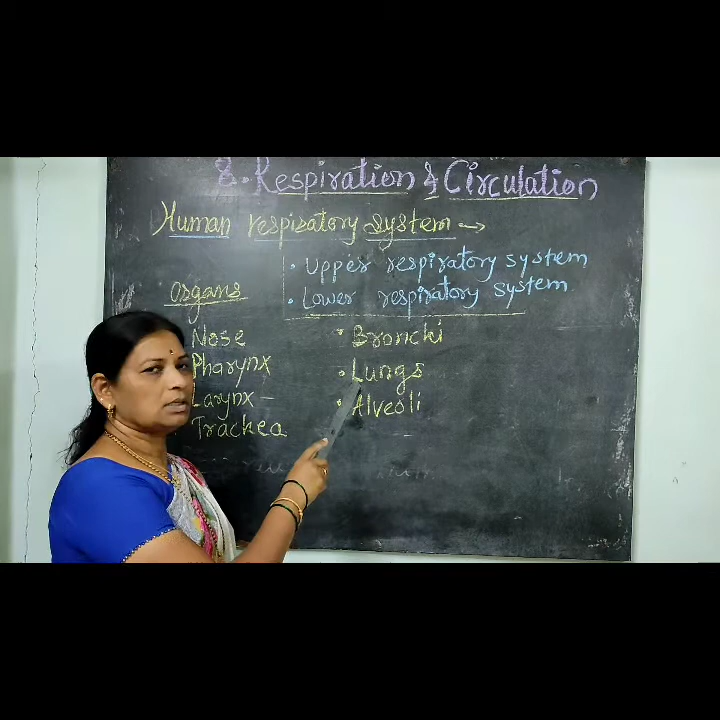 8. Respiration & Circulation
Human respiratory system →
• Upper respiratory system
• Lower respiratory system
Organs
Nose
Pharynx
Larynx –
Trachea
• Bronchi
• Lungs
• Alveoli